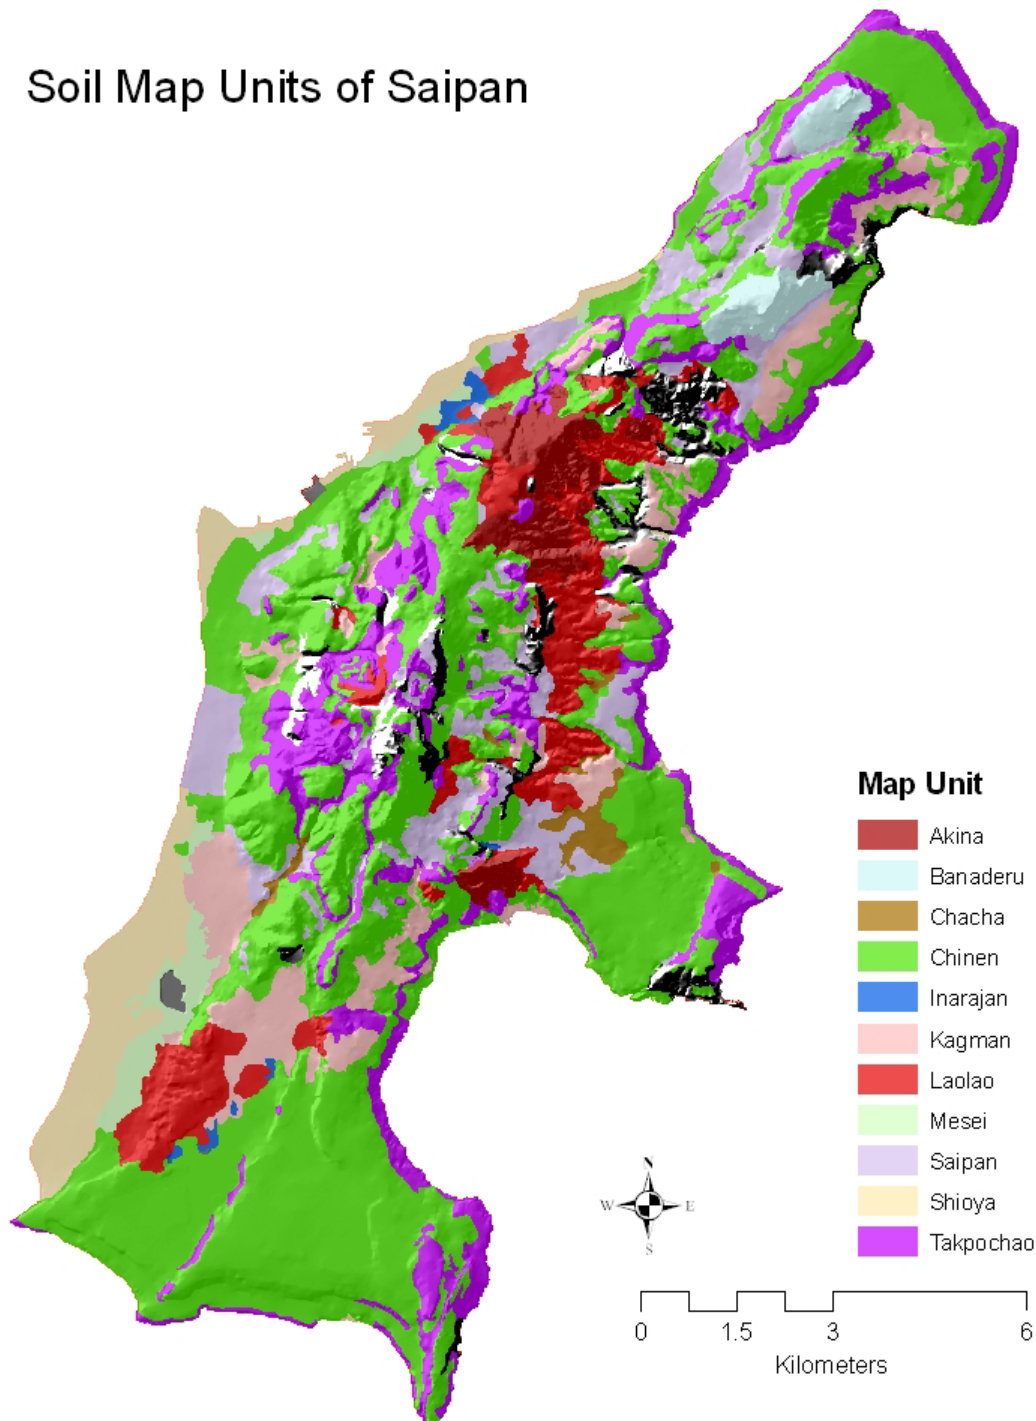 Soil Map Units of Saipan
Map Unit
Akina
Banaderu
Chacha
Chinen
Inarajan
Kagman
Laolao
Mesei
Saipan
Shioya
Takpochao
N
W E
S
0 1.5 3 6
Kilometers